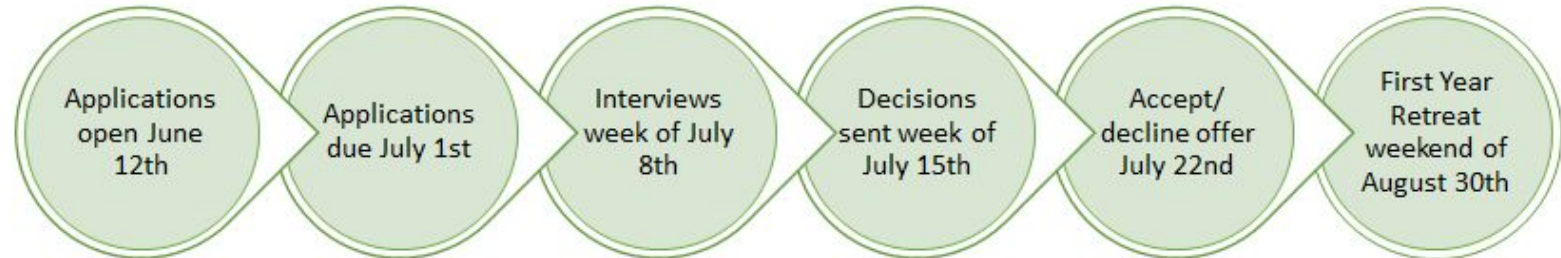 Applications
open June
12th
Applications
due July 1st
Interviews
week of July
8th
Decisions
sent week of
July 15th
Accept/
decline offer
July 22nd
First Year
Retreat
weekend of
August 30th